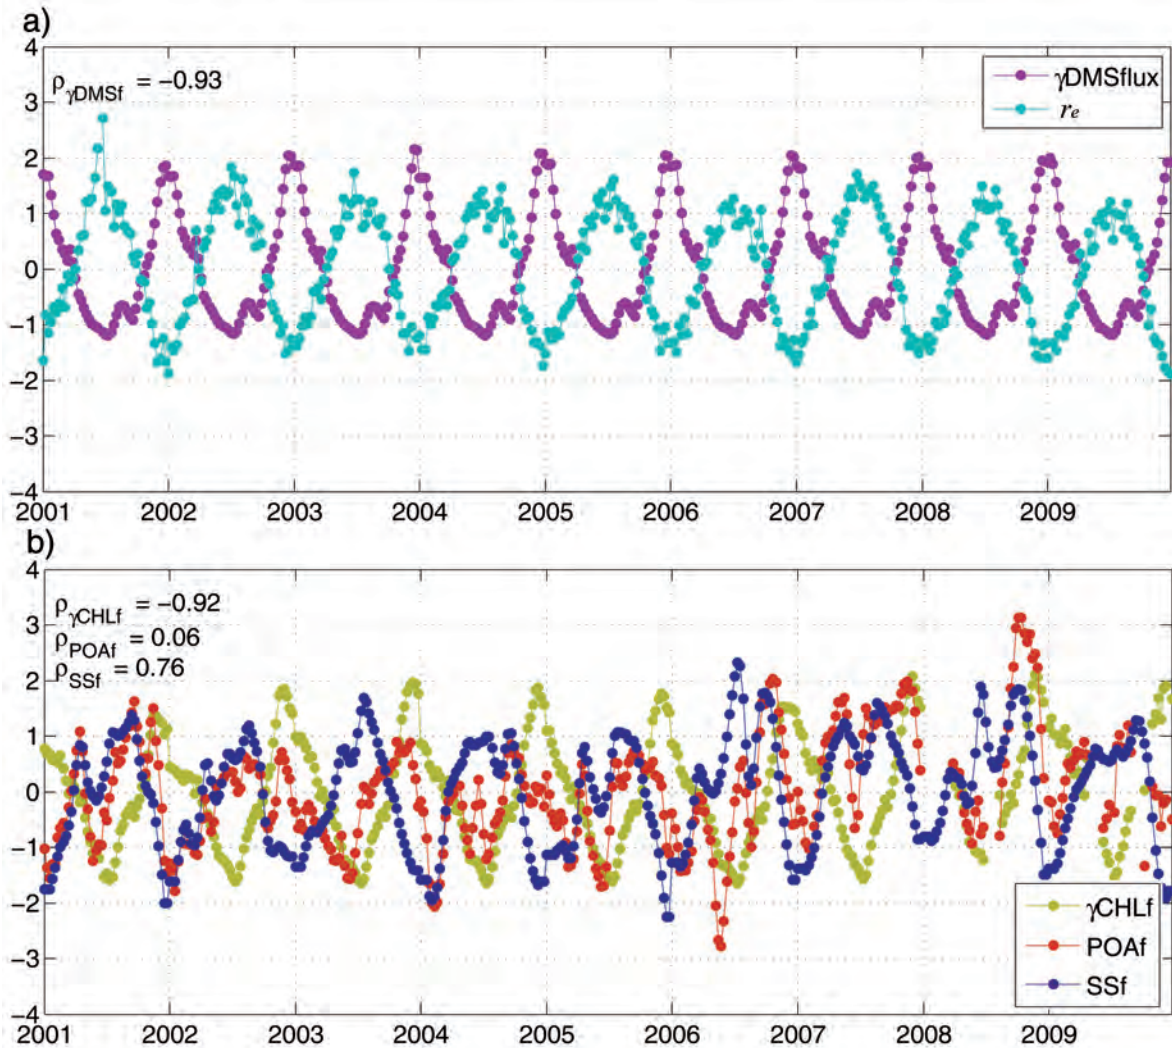 a)
4
3
2
1
0
−1
−2
−3
−4
ργDMSf = −0.93
γDMSflux
re
2001 2002 2003 2004 2005 2006 2007 2008 2009
b)
4
3
2
1
0
−1
−2
−3
−4
ργCHLf = −0.92
ρPOAf = 0.06
ρSSf = 0.76
γCHLf
POAf
SSf
2001 2002 2003 2004 2005 2006 2007 2008 2009